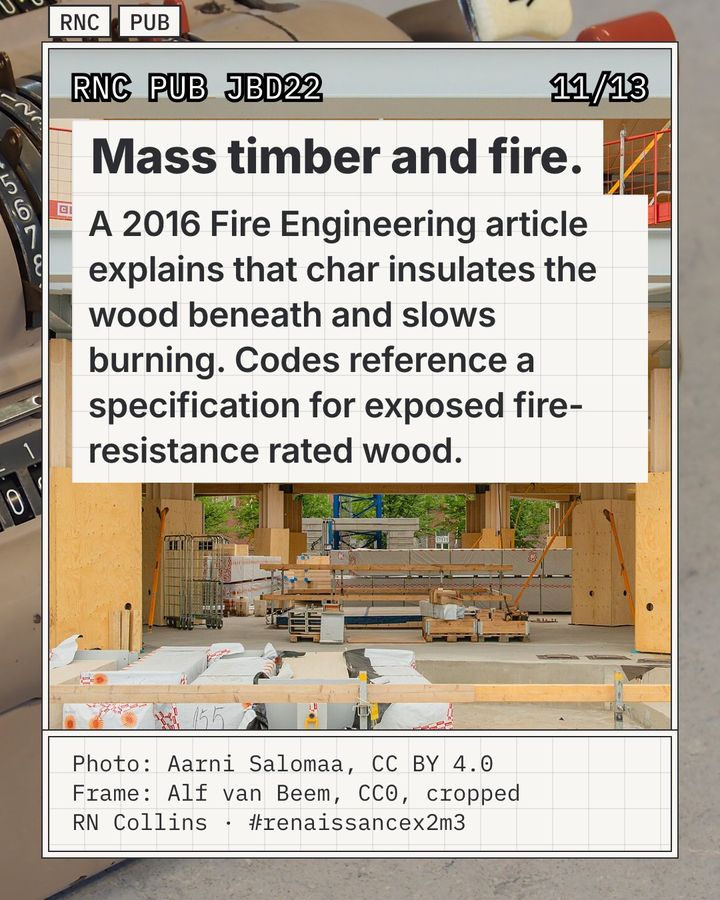 RNC PUB
RNC PUB JBD22 11/13
Mass timber and fire.
A 2016 Fire Engineering article
explains that char insulates the
wood beneath and slows
burning. Codes reference a
specification for exposed fire-
resistance rated wood.
155
Photo: Aarni Salomaa, CC BY 4.0
Frame: Alf van Beem, CC0, cropped
RN Collins · #renaissancex2m3